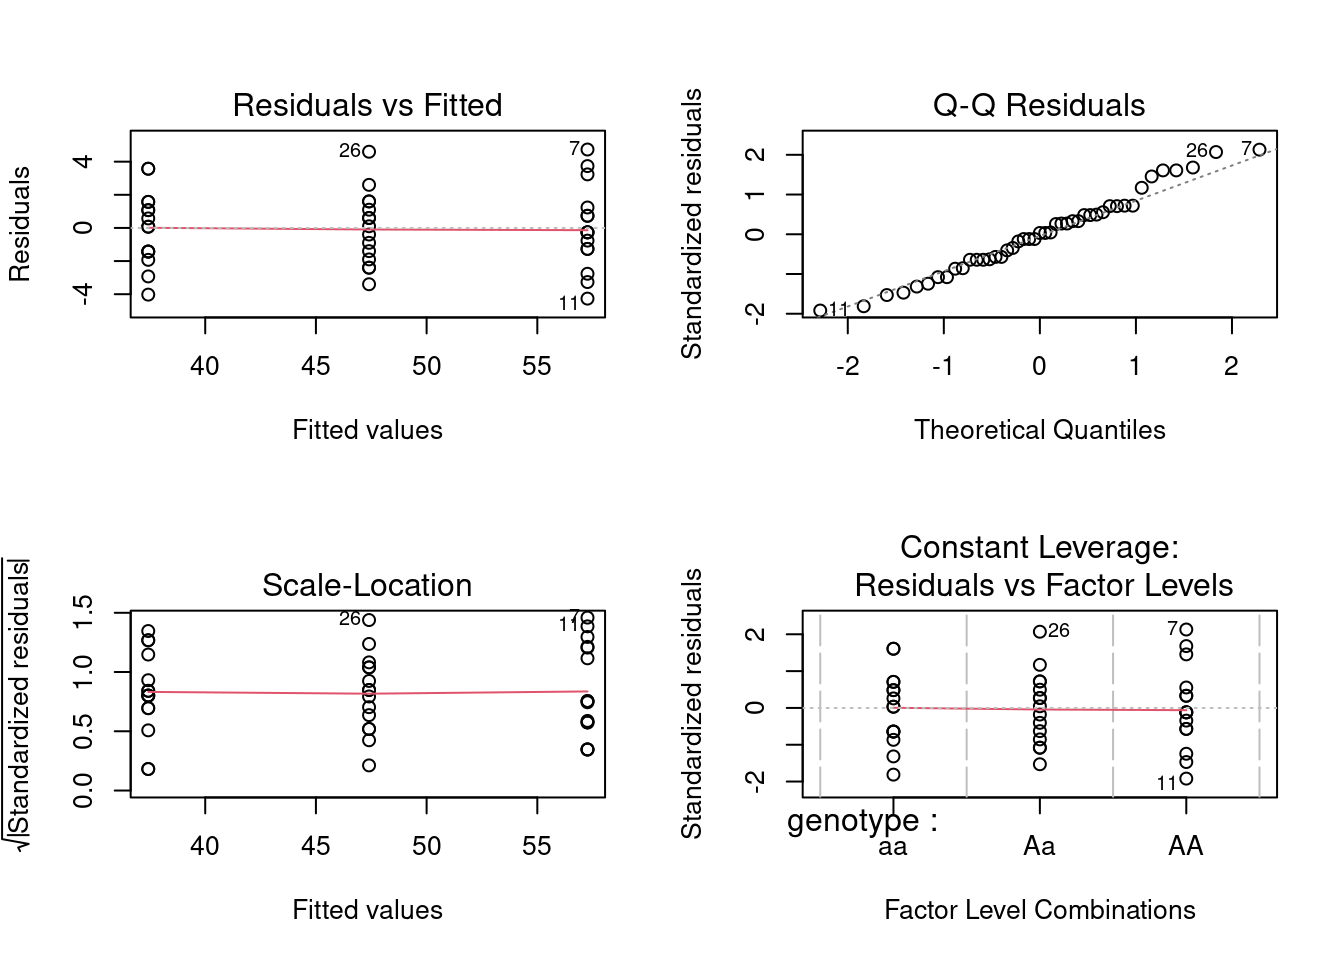 Residuals vs Fitted
Residuals
4
0
-4
26
7
11
40 45 50 55
Fitted values
Q-Q Residuals
Standardized residuals
2
1
0
-2
26
7
11
-2 -1 0 1 2
Theoretical Quantiles
Scale-Location
√|Standardized residuals|
1.5
1.0
0.5
0.0
26
7
11
40 45 50 55
Fitted values
Constant Leverage:
Residuals vs Factor Levels
Standardized residuals
2
0
-2
26
7
11
genotype :
aa Aa AA
Factor Level Combinations